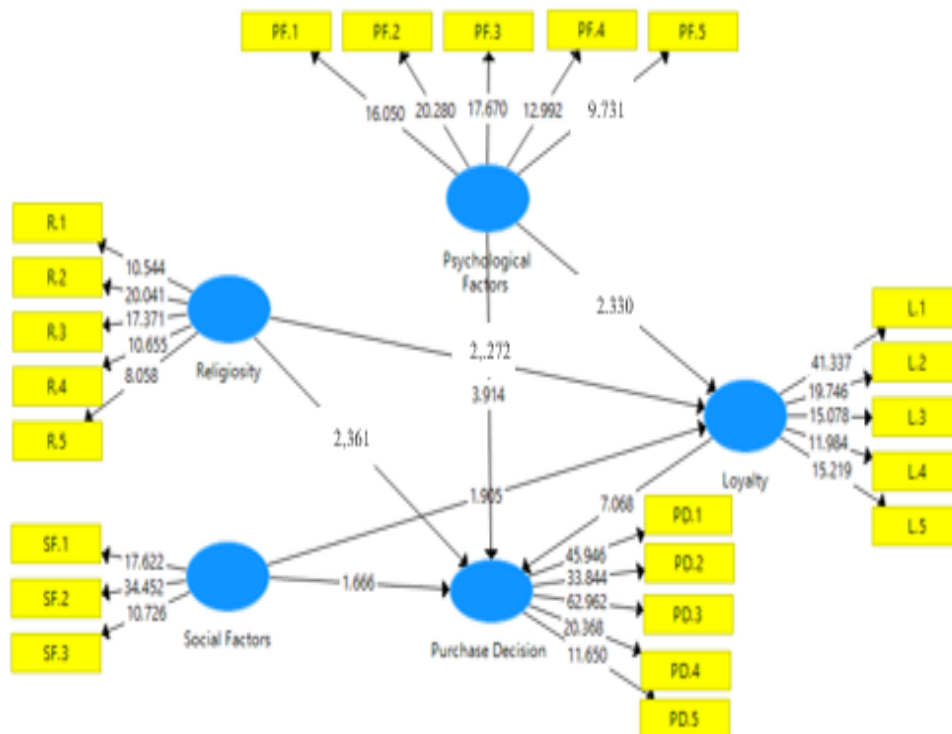 PF.1 PF.2 PF.3 PF.4 PF.5
16.050 20.280 17.670 12.992 9.731
Psychological
Factors
R.1
R.2
R.3
R.4
R.5
10.544
20.041
17.371
10.655
8.058
Religiosity
2.330
2,.272
3.914
2,361
L.1
L.2
L.3
L.4
L.5
41.337
19.746
15.078
11.984
15.219
Loyalty
1.905
7.068
SF.1
SF.2
SF.3
17.622
34.452
10.726
Social Factors
1.666
PD.1
PD.2
PD.3
PD.4
PD.5
45.946
33.844
62.962
20.368
11.650
Purchase Decision